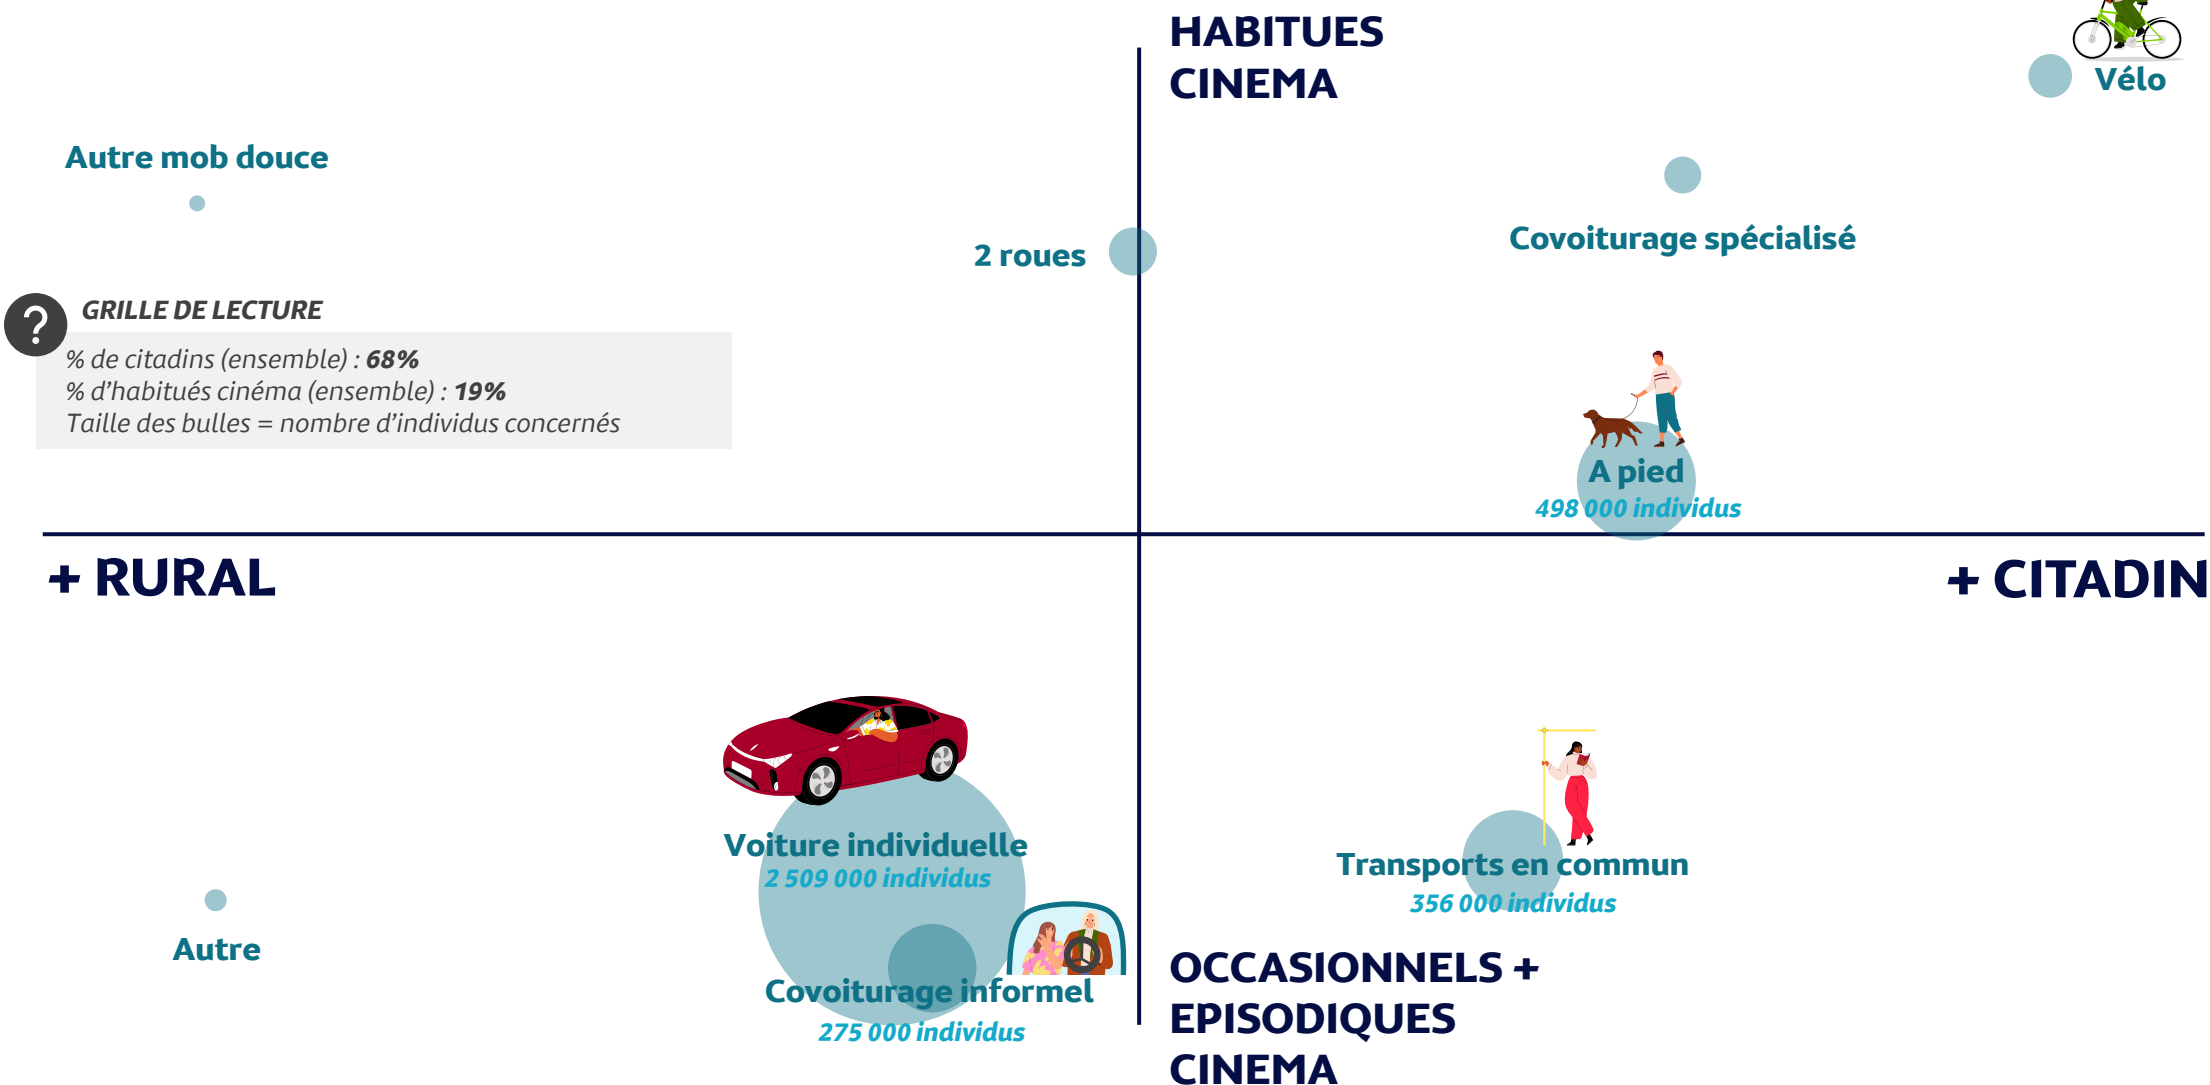 HABITUES
CINEMA
Vélo
Autre mob douce
2 roues
Covoiturage spécialisé
?
GRILLE DE LECTURE
% de citadins (ensemble) : 68%
% d'habitués cinéma (ensemble) : 19%
Taille des bulles = nombre d'individus concernés
A pied
498 000 individus
+ RURAL
+ CITADIN
Voiture individuelle
2 509 000 individus
Transports en commun
356 000 individus
Autre
Covoiturage informel
275 000 individus
OCCASIONNELS +
EPISODIQUES
CINEMA